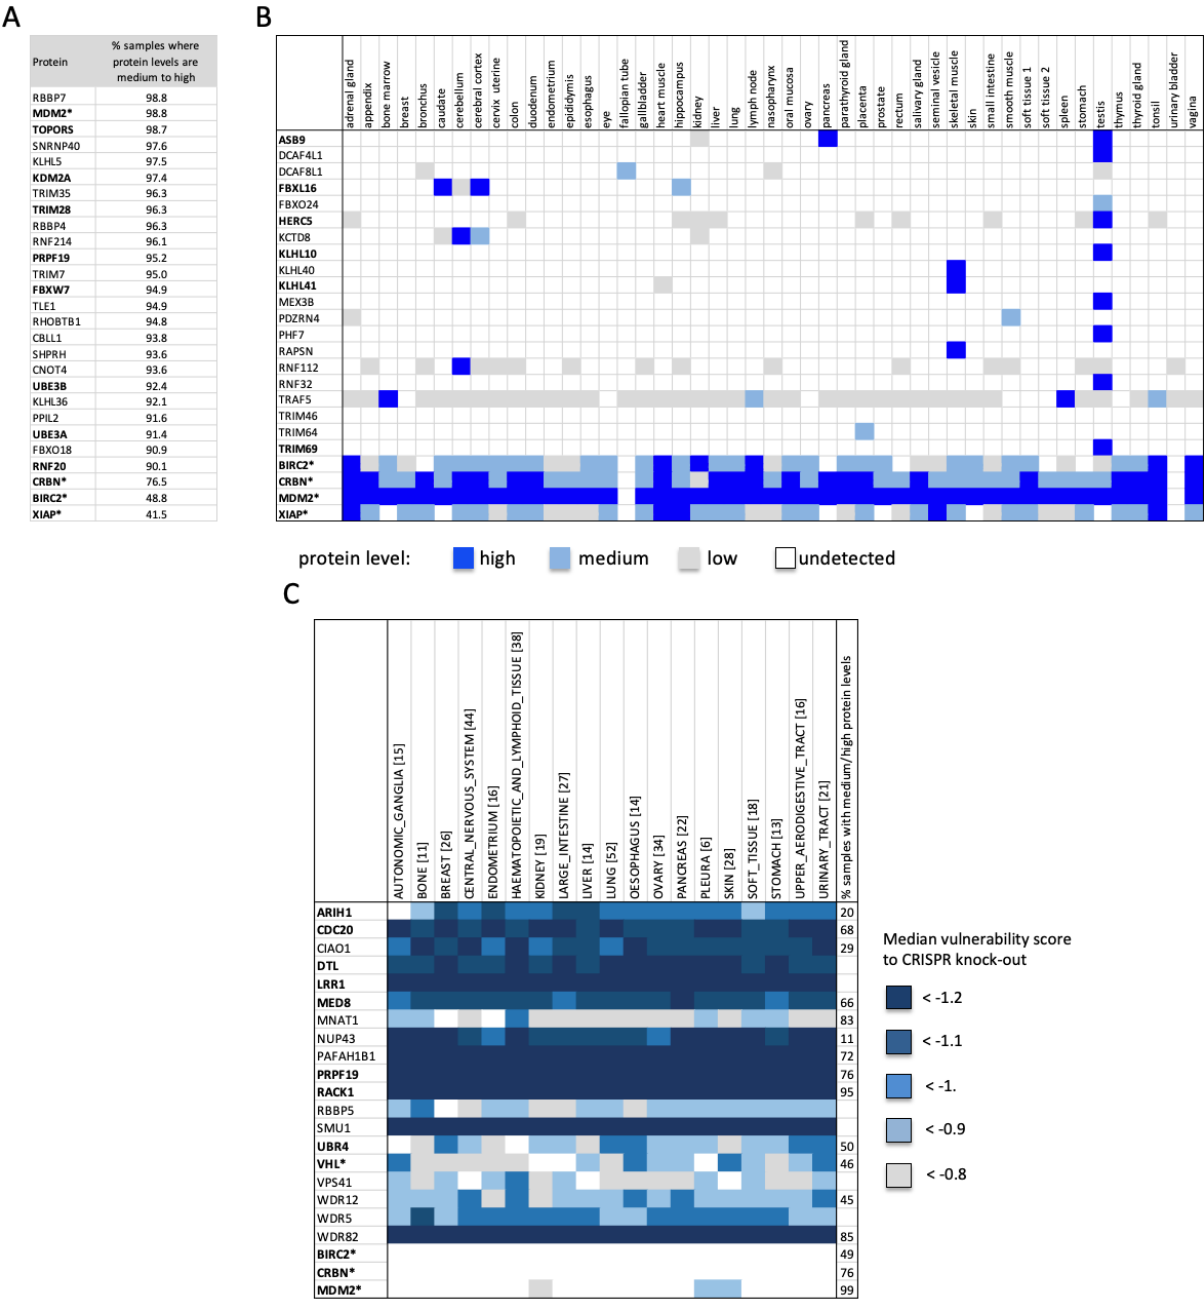 A
Protein % samples where protein levels are medium to high
RBBP7 98.8
MDM2* 98.8
TOPORS 98.7
SNRNP40 97.6
KLHL5 97.5
KDM2A 97.4
TRIM35 96.3
TRIM28 96.3
RBBP4 96.3
RNF214 96.1
PRPF19 95.2
TRIM7 95.0
FBXW7 94.9
TLE1 94.9
RHOBTB1 94.8
CBLL1 93.8
SHPRH 93.6
CNOT4 93.6
UBE3B 92.4
KLHL36 92.1
PPIL2 91.6
UBE3A 91.4
FBXO18 90.9
RNF20 90.1
CRBN* 76.5
BIRC2* 48.8
XIAP* 41.5
B
adrenal gland
appendix
bone marrow
breast
bronchus
caudate
cerebellum
cerebral cortex
cervix uterine
colon
duodenum
endometrium
epididymis
esophagus
eye
fallopian tube
gallbladder
heart muscle
hippocampus
kidney
liver
lung
lymph node
nasopharynx
oral mucosa
ovary
pancreas
parathyroid gland
placenta
prostate
rectum
salivary gland
seminal vesicle
skeletal muscle
skin
small intestine
smooth muscle
soft tissue 1
soft tissue 2
spleen
stomach
testis
thymus
thyroid gland
tonsil
urinary bladder
vagina
ASB9
DCAF4L1
DCAF8L1
FBXL16
FBXO24
HERC5
KCTD8
KLHL10
KLHL40
KLHL41
MEX3B
PDZRN4
PHF7
RAPSN
RNF112
RNF32
TRAF5
TRIM46
TRIM64
TRIM69
BIRC2*
CRBN*
MDM2*
XIAP*
protein level: high medium low undetected
C
AUTONOMIC_GANGLIA [15]
BONE [11]
BREAST [26]
CENTRAL_NERVOUS_SYSTEM [44]
ENDOMETRIUM [16]
HAEMATOPOIETIC_AND_LYMPHOID_TISSUE [38]
KIDNEY [19]
LARGE_INTESTINE [27]
LIVER [14]
LUNG [52]
OESOPHAGUS [14]
OVARY [34]
PANCREAS [22]
PLEURA [6]
SKIN [28]
SOFT_TISSUE [18]
STOMACH [13]
UPPER_AERODIGESTIVE_TRACT [16]
URINARY_TRACT [21]
% samples with medium/high protein levels
ARIH1 20
CDC20 68
CIAO1 29
DTL
LRR1
MED8 66
MNAT1 83
NUP43 11
PAFAH1B1 72
PRPF19 76
RACK1 95
RBBP5
SMU1
UBR4 50
VHL* 46
VPS41
WDR12 45
WDR5
WDR82 85
BIRC2* 49
CRBN* 76
MDM2* 99
Median vulnerability score
to CRISPR knock-out
< -1.2
< -1.1
< -1.
< -0.9
< -0.8